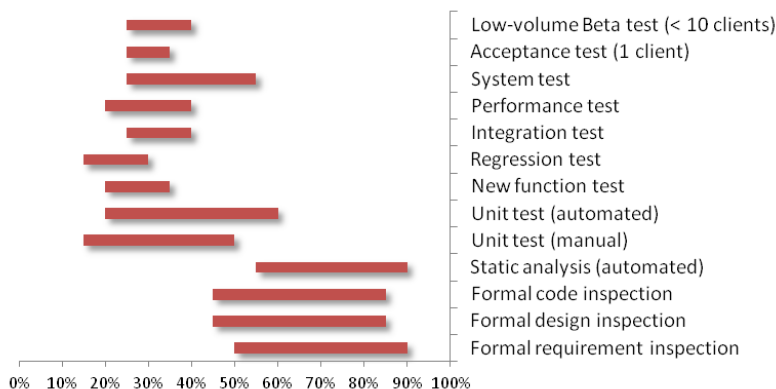 Low-volume Beta test (< 10 clients)
Acceptance test (1 client)
System test
Performance test
Integration test
Regression test
New function test
Unit test (automated)
Unit test (manual)
Static analysis (automated)
Formal code inspection
Formal design inspection
Formal requirement inspection
0% 10% 20% 30% 40% 50% 60% 70% 80% 90% 100%